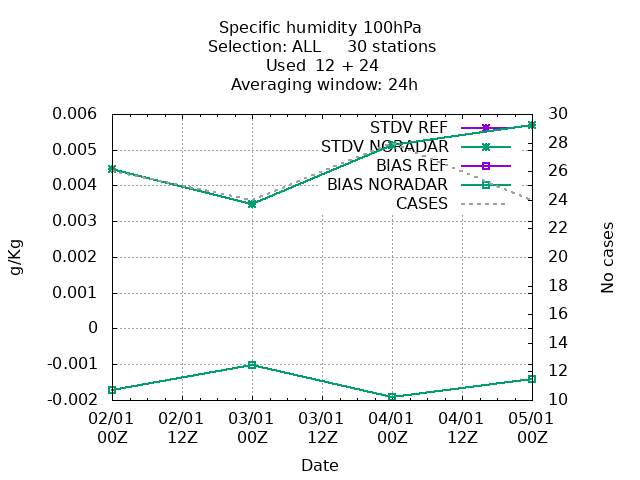 Specific humidity 100hPa
Selection: ALL     30 stations
Used  12 + 24
Averaging window: 24h
STDV REF
STDV NORADAR
BIAS REF
BIAS NORADAR
CASES
0.006
0.005
0.004
0.003
0.002
0.001
0
-0.001
-0.002
30
28
26
24
22
20
18
16
14
12
10
g/Kg
No cases
02/01 02/01 03/01 03/01 04/01 04/01 05/01
00Z 12Z 00Z 12Z 00Z 12Z 00Z
Date